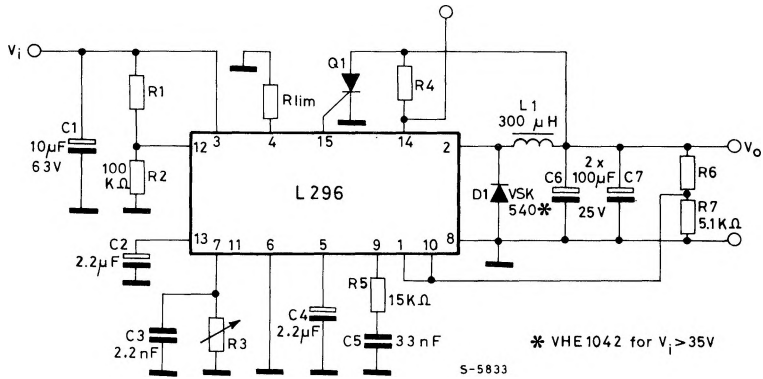 Vi
C1
10μF
63V
R1
100
KΩ
R2
Rlim
Q1
R4
L1
300 μH
3
4
15
14
12
2
L296
13
7
11
6
5
9
1
10
8
D1
VSK
540*
2 x
100μF
C6
C7
25V
Vo
R6
R7
5.1KΩ
C2
2.2μF
C3
2.2nF
R3
C4
2.2μF
R5
15KΩ
C5
33nF
* VHE1042 for Vi>35V
S-5833